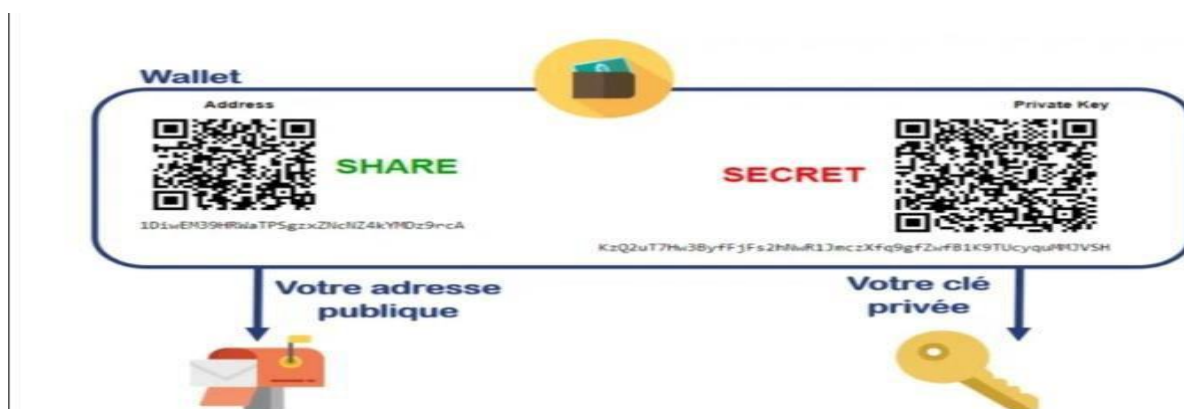 Wallet
Address
Private Key
SHARE
SECRET
Votre adresse
publique
Votre clé
privée